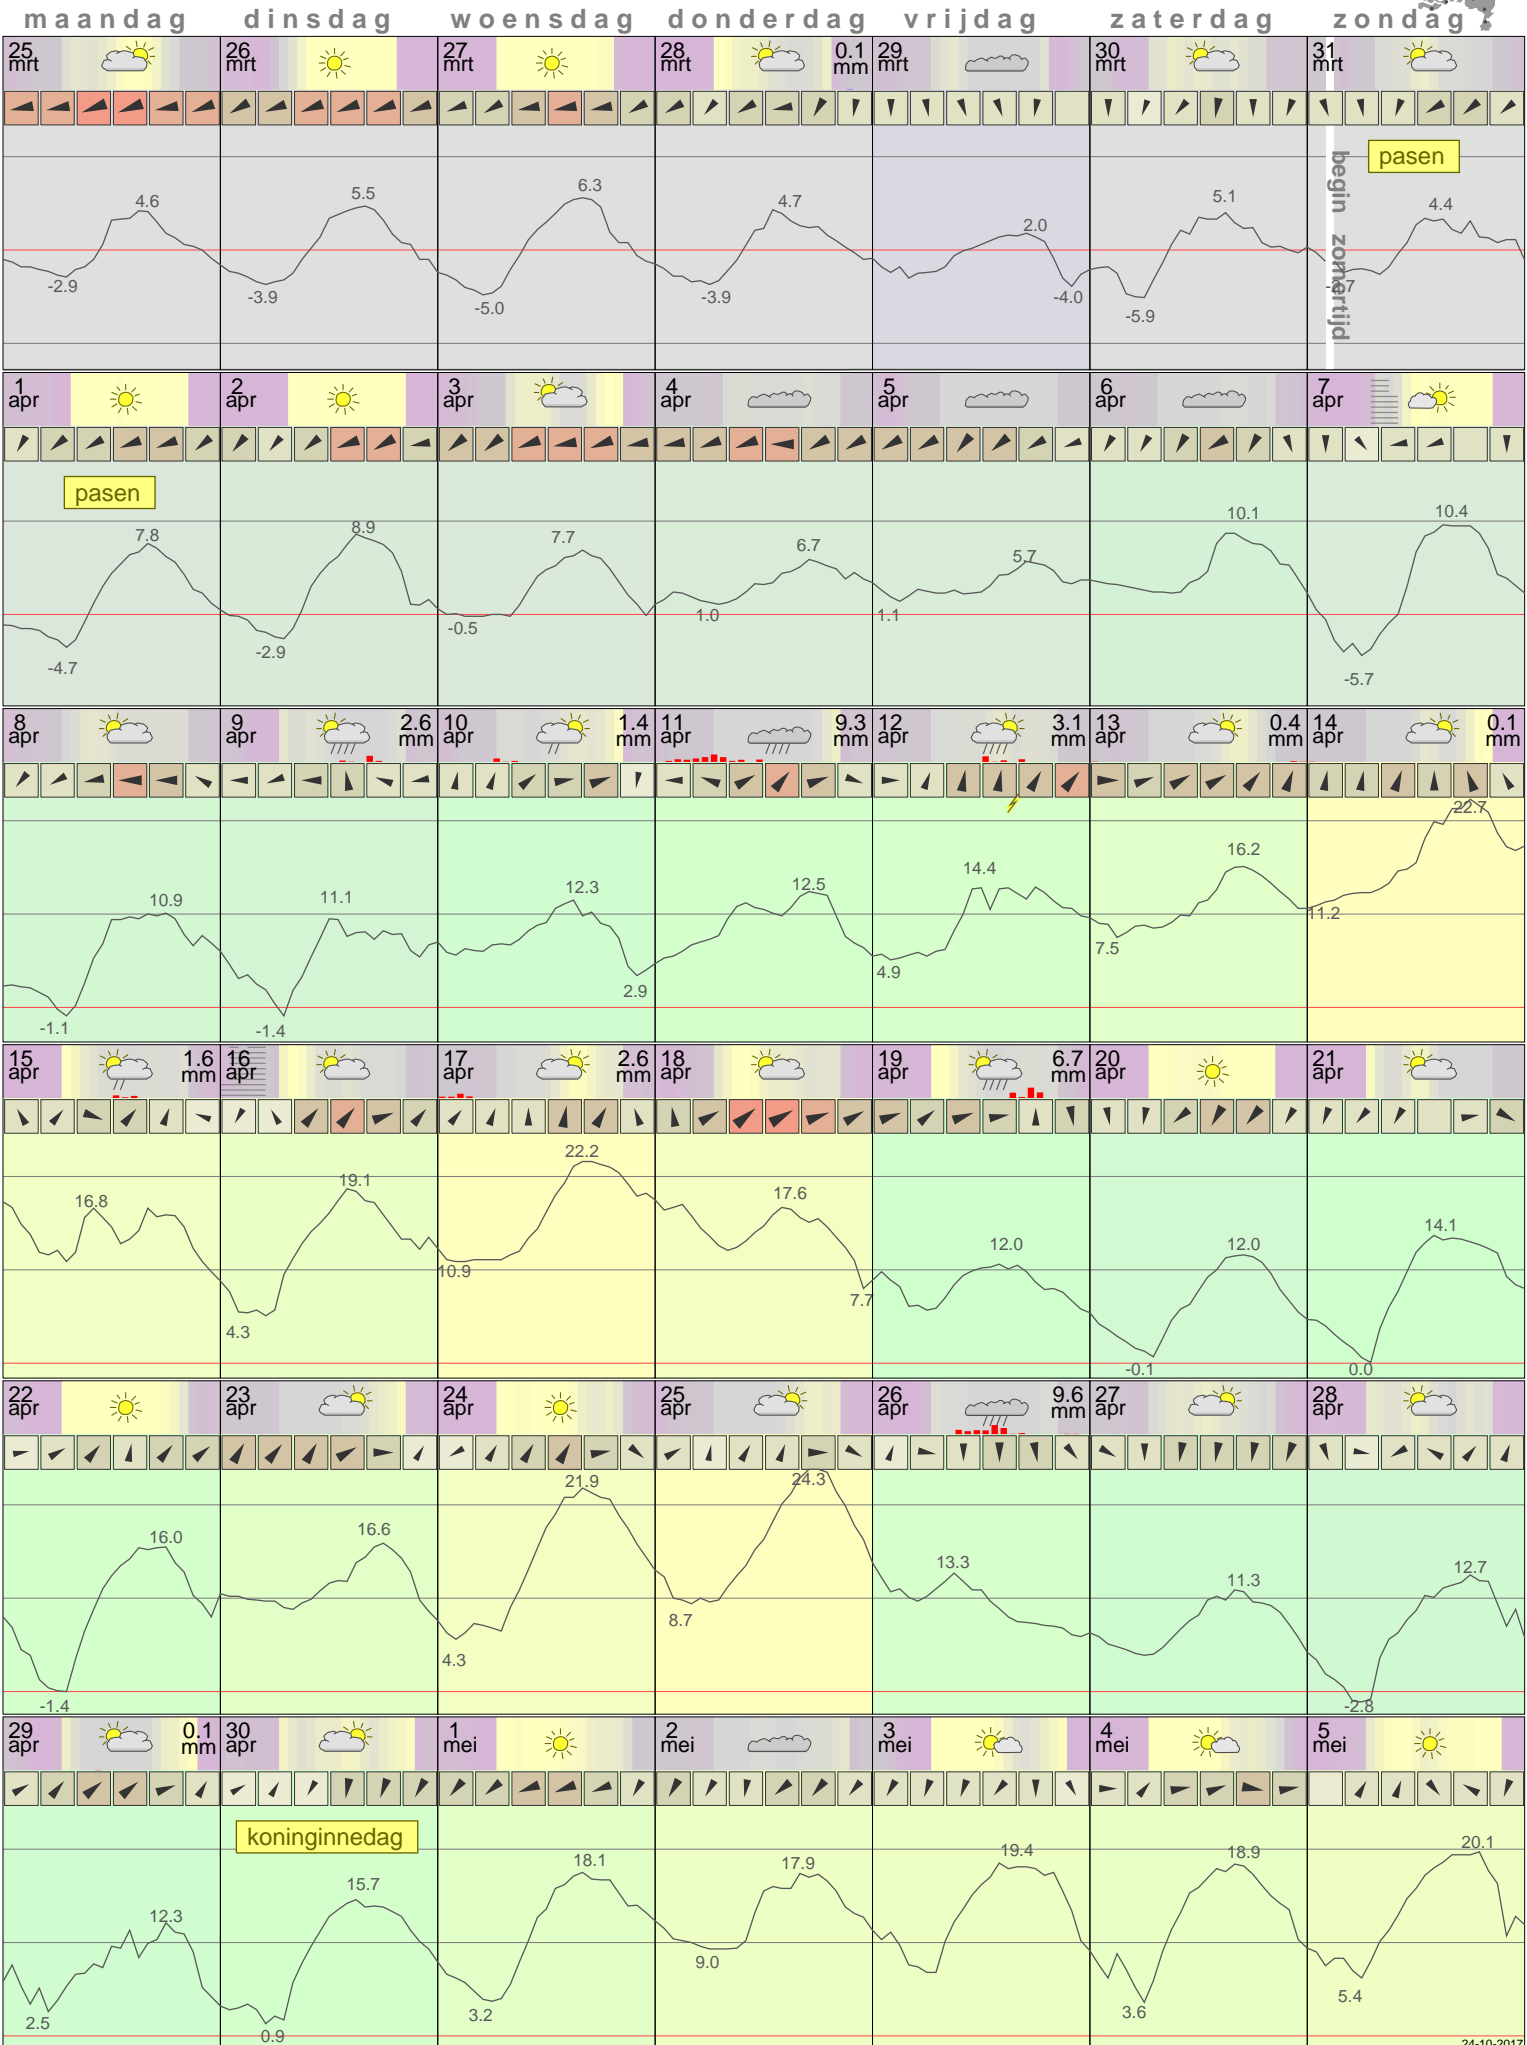 maandag dinsdag woensdag donderdag vrijdag zaterdag zondag
25 26 27 28 0.1 29 30 31
mrt mrt mrt mrt mm mrt mrt mrt
pasen
begin zomertijd
4.6 5.5 6.3 4.7 2.0 5.1 4.4
-2.9 -3.9 -5.0 -3.9 -4.0 -5.9 -2.7
1 2 3 4 5 6 7
apr apr apr apr apr apr apr
pasen
7.8 8.9 7.7 6.7 5.7 10.1 10.4
-4.7 -2.9 -0.5 1.0 1.1 -5.7
8 9 2.6 10 1.4 11 9.3 12 3.1 13 0.4 14 0.1
apr apr mm apr mm apr mm apr mm apr mm apr mm
10.9 11.1 12.3 12.5 14.4 16.2 22.7
-1.1 -1.4 2.9 4.9 7.5 11.2
15 1.6 16 17 2.6 18 19 6.7 20 21
apr mm apr apr mm apr apr mm apr apr
16.8 19.1 22.2 17.6 12.0 12.0 14.1
4.3 10.9 7.7 -0.1 0.0
22 23 24 25 26 9.6 27 28
apr apr apr apr apr mm apr apr
16.0 16.6 21.9 24.3 13.3 11.3 12.7
-1.4 4.3 8.7 -2.8
29 0.1 30 1 2 3 4 5
apr mm apr mei mei mei mei mei
koninginnedag
12.3 15.7 18.1 17.9 19.4 18.9 20.1
2.5 0.9 3.2 9.0 3.6 5.4
24-10-2017